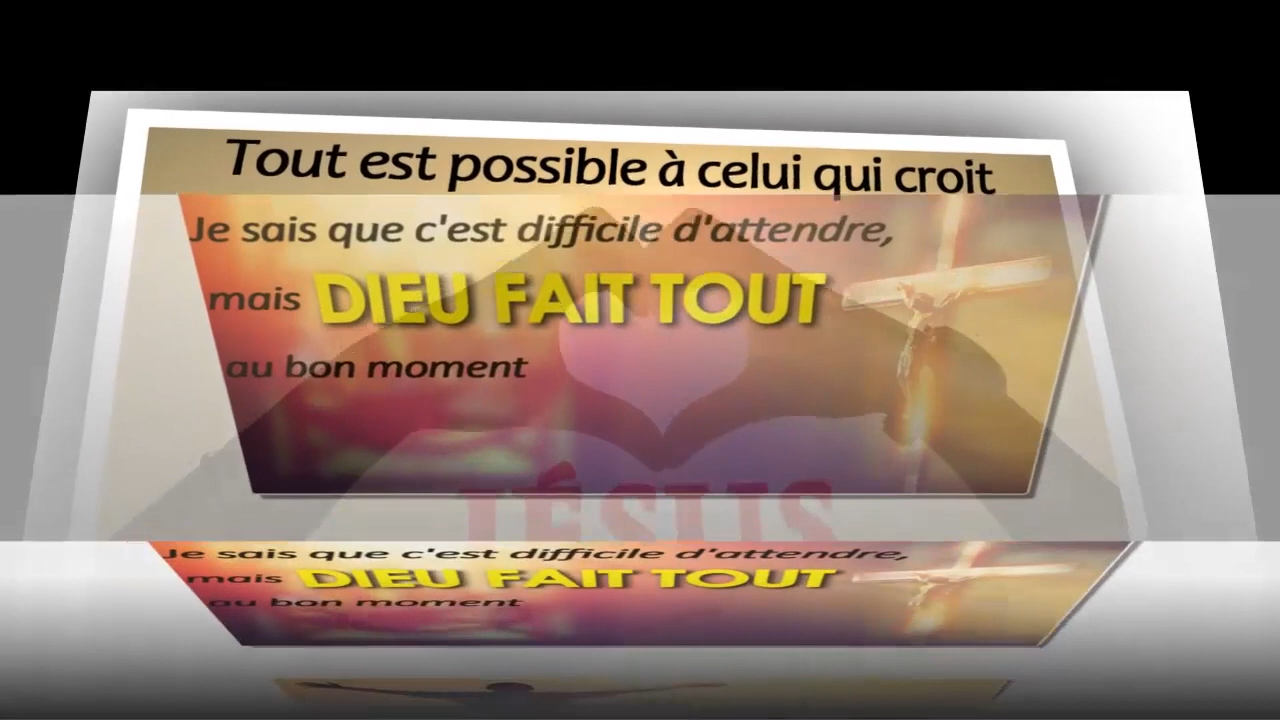 Tout est possible à celui qui croit
Je sais que c'est difficile d'attendre,
mais DIEU FAIT TOUT
au bon moment
JÉSUS
Je sais que c'est difficile d'attendre,
mais DIEU FAIT TOUT
au bon moment